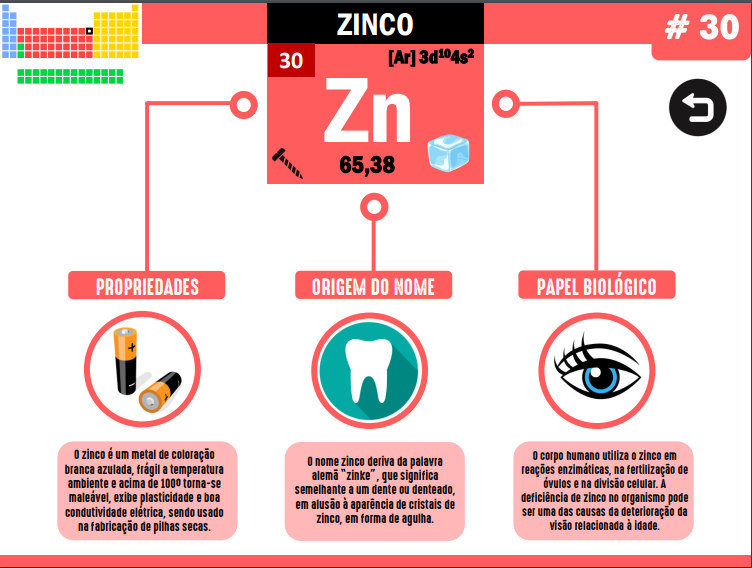 ZINCO
# 30
30
[Ar] 3d¹⁰4s²
Zn
65,38
PROPRIEDADES
ORIGEM DO NOME
PAPEL BIOLÓGICO
O zinco é um metal de coloração
branca azulada, frágil a temperatura
ambiente e acima de 100º torna-se
maleável, exibe plasticidade e boa
condutividade elétrica, sendo usado
na fabricação de pilhas secas.
O nome zinco deriva da palavra
alemã "zinke", que significa
semelhante a um dente ou denteado,
em alusão à aparência de cristais de
zinco, em forma de agulha.
O corpo humano utiliza o zinco em
reações enzimáticas, na fertilização de
óvulos e na divisão celular. A
deficiência de zinco no organismo pode
ser uma das causas da deterioração da
visão relacionada à idade.